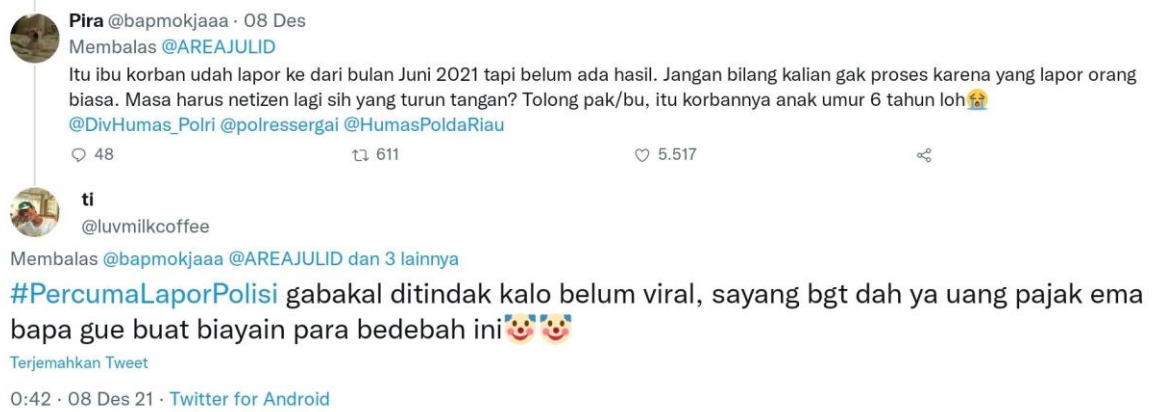 Pira @bapmokjaaa · 08 Des
Membalas @AREAJULID
Itu ibu korban udah lapor ke dari bulan Juni 2021 tapi belum ada hasil. Jangan bilang kalian gak proses karena yang lapor orang
biasa. Masa harus netizen lagi sih yang turun tangan? Tolong pak/bu, itu korbannya anak umur 6 tahun loh😭
@DivHumas_Polri @polressergai @HumasPoldaRiau
48 611 5.517
ti
@luvmilkcoffee
Membalas @bapmokjaaa @AREAJULID dan 3 lainnya
#PercumaLaporPolisi gabakal ditindak kalo belum viral, sayang bgt dah ya uang pajak ema
bapa gue buat biayain para bedebah ini🤡🤡
Terjemahkan Tweet
0:42 · 08 Des 21 · Twitter for Android